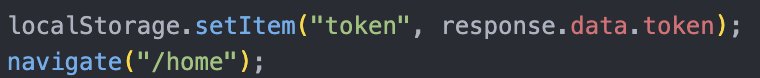 localStorage.setItem("token", response.data.token);
navigate("/home");